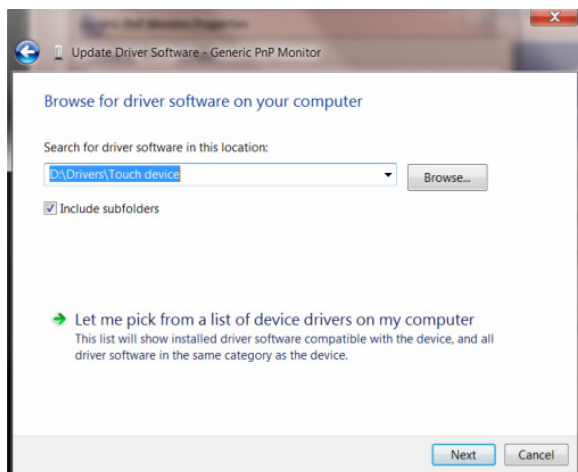 Update Driver Software - Generic PnP Monitor
Browse for driver software on your computer
Search for driver software in this location:
D:\Drivers\Touch device
Browse...
Include subfolders
Let me pick from a list of device drivers on my computer
This list will show installed driver software compatible with the device, and all
driver software in the same category as the device.
Next
Cancel